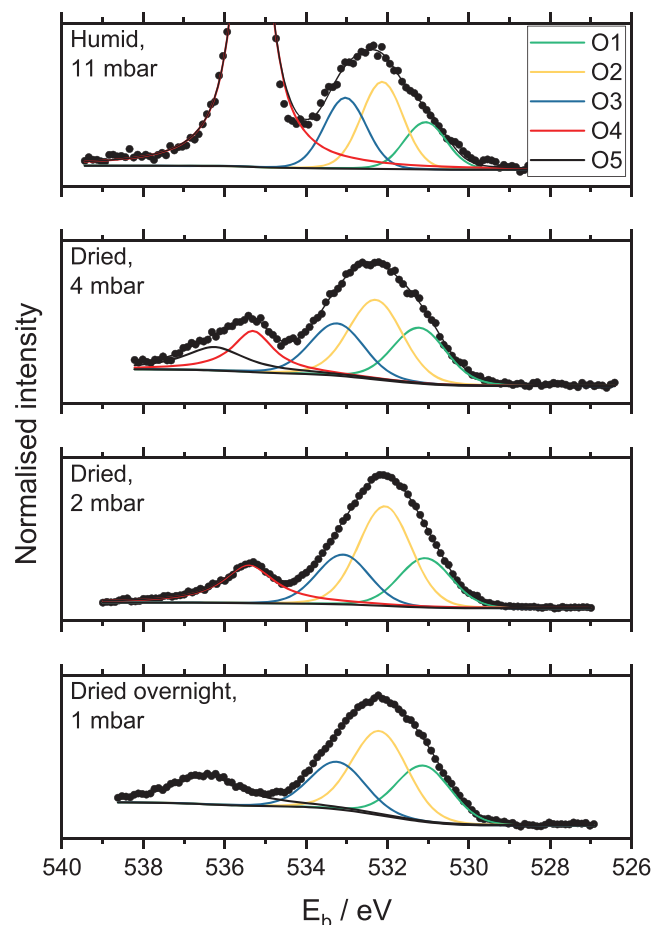 Humid,
11 mbar
O1
O2
O3
O4
O5
Dried,
4 mbar
Dried,
2 mbar
Dried overnight,
1 mbar
Normalised intensity
540 538 536 534 532 530 528 526
E_b / eV